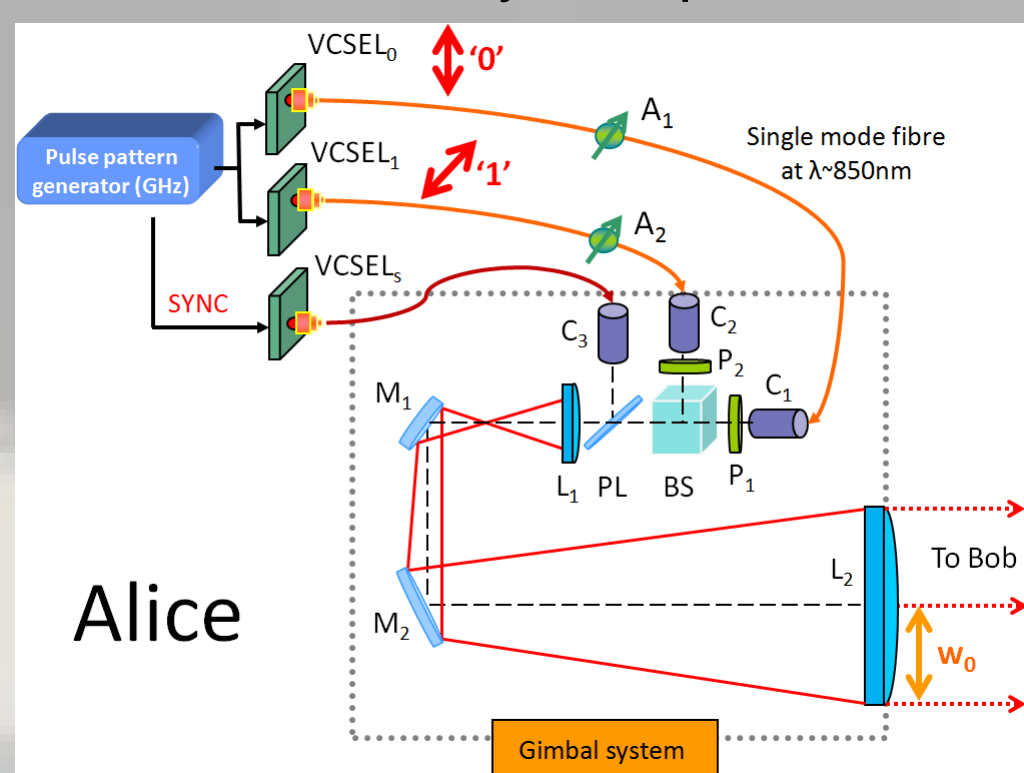 VCSEL₀
‘0’
A₁
Single mode fibre
at λ~850nm
Pulse pattern
generator (GHz)
VCSEL₁
‘1’
A₂
VCSELₛ
SYNC
C₃
C₂
P₂
C₁
M₁
L₁
PL
BS
P₁
L₂
To Bob
Alice
M₂
w₀
Gimbal system